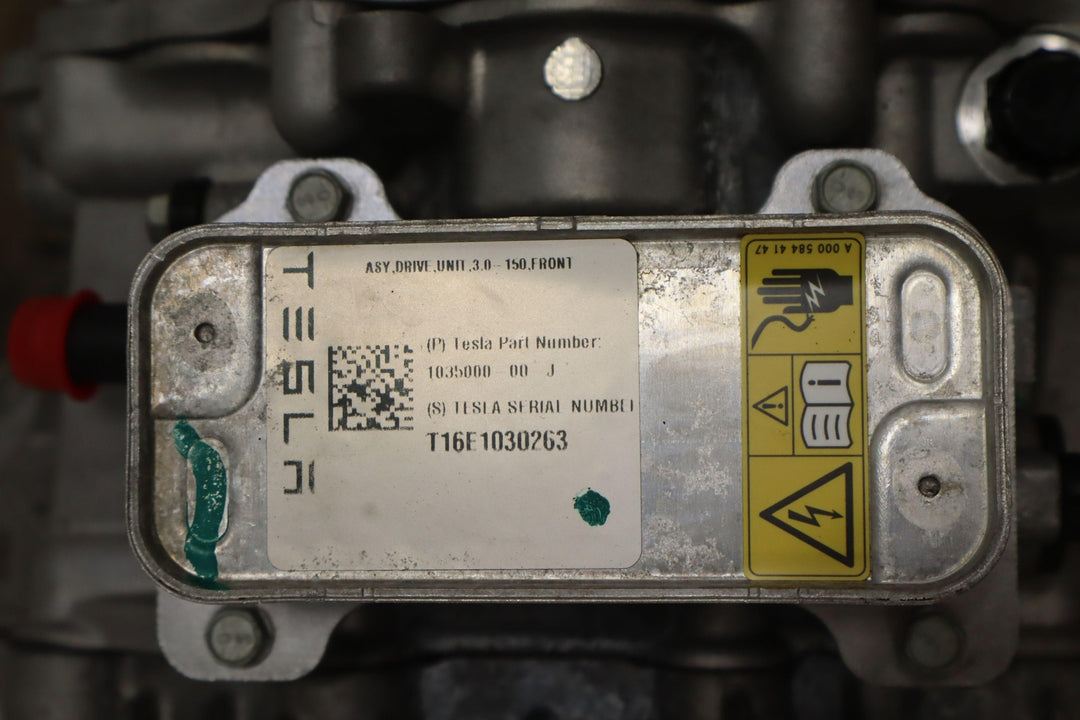 TESLA
ASY,DRIVE,UNIT,3.0-150,FRONT
(P) Tesla Part Number:
1035000-00-J
(S) TESLA SERIAL NUMBE
T16E1030263
A 000 584 41 47